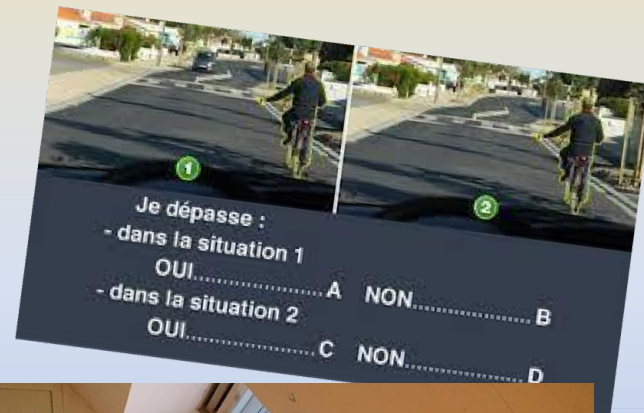 1
2
Je dépasse :
- dans la situation 1
OUI.....................A NON..................B
- dans la situation 2
OUI.....................C NON..................D